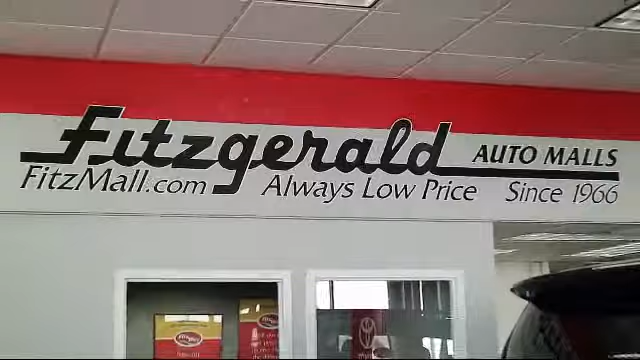 Fitzgerald AUTO MALLS
FitzMall.com Always Low Price Since 1966